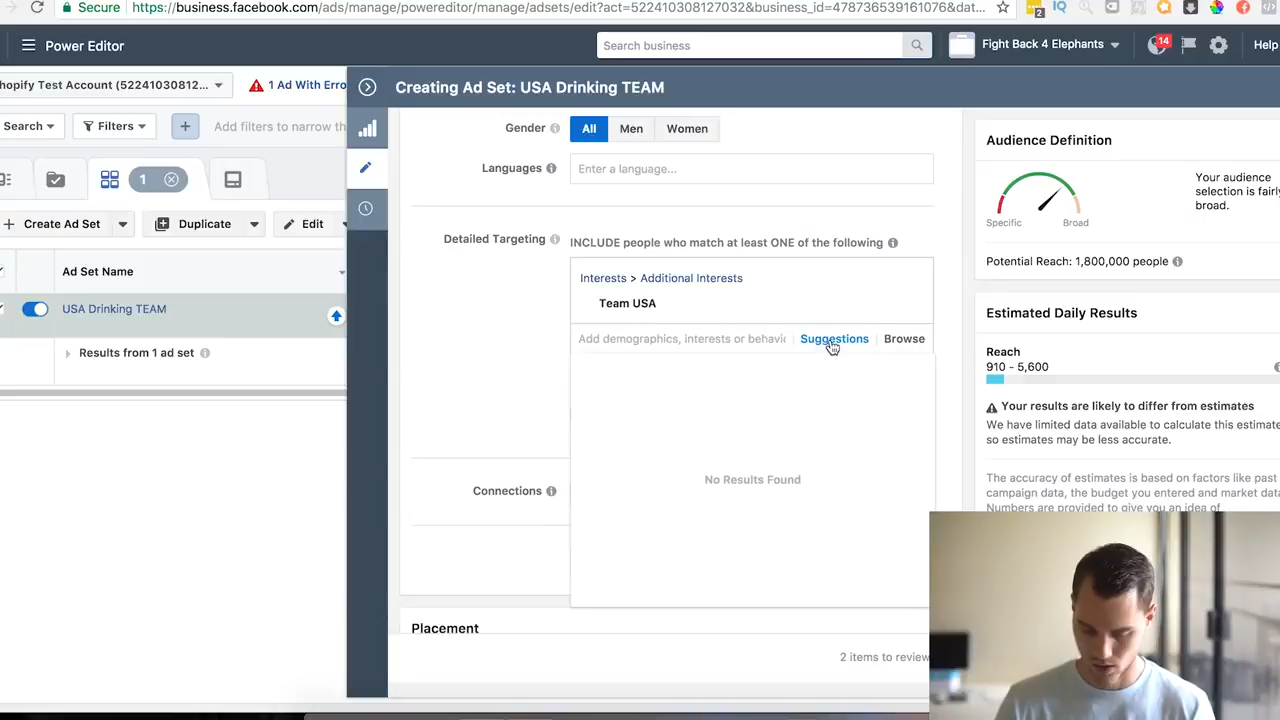 Secure https://business.facebook.com/ads/manage/powereditor/manage/adsets/edit?act=522410308127032&business_id=478736539161076&dat...
2
Power Editor
Search business
Fight Back 4 Elephants
14
Help
hopify Test Account (52241030812...
1 Ad With Erro
Creating Ad Set: USA Drinking TEAM
Search
Filters
+
Add filters to narrow th
Gender
All
Men
Women
Audience Definition
Languages
Enter a language...
Your audience
selection is fairly
broad.
Specific
Broad
1
+ Create Ad Set
Duplicate
Edit
Detailed Targeting
INCLUDE people who match at least ONE of the following
Potential Reach: 1,800,000 people
Ad Set Name
Interests > Additional Interests
Team USA
USA Drinking TEAM
Estimated Daily Results
Add demographics, interests or behavic
Suggestions
Browse
Results from 1 ad set
Reach
910 - 5,600
Your results are likely to differ from estimates
We have limited data available to calculate this estimate
so estimates may be less accurate.
No Results Found
The accuracy of estimates is based on factors like past
campaign data, the budget you entered and market data
Numbers are provided to give you an idea of
Connections
Placement
2 items to review